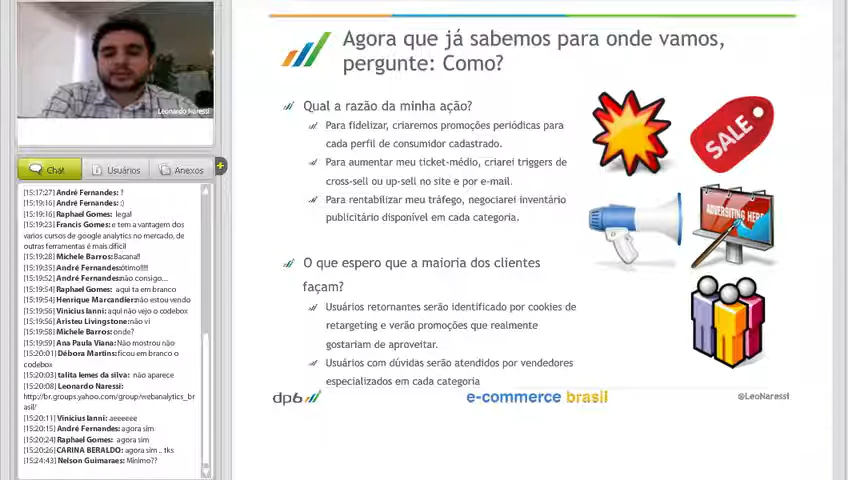 Leonardo Naressi
Chat
Usuários
Anexos
[15:17:27] André Fernandes: ?
[15:19:16] André Fernandes: :)
[15:19:16] Raphael Gomes: legal
[15:19:23] Francis Gomes: e tem a vantagem dos
varios cursos de google analytics no mercado, de
outras ferramentas é mais dificil
[15:19:28] Michele Barros: Bacana!!
[15:19:35] André Fernandes: ótimo!!!!
[15:19:52] André Fernandes: não consigo...
[15:19:54] Raphael Gomes: aqui ta em branco
[15:19:54] Henrique Marcandier: não estou vendo
[15:19:56] Vinicius Ianni: aqui não vejo o codebox
[15:19:56] Aristeu Livingstone: não vi
[15:19:58] Michele Barros: onde?
[15:19:59] Ana Paula Viana: Não mostrou não
[15:20:01] Débora Martins: ficou em branco o
codebox
[15:20:03] talita lemes da silva: não aparece
[15:20:08] Leonardo Naressi:
http://br.groups.yahoo.com/group/webanalytics_br
asil/
[15:20:11] Vinicius Ianni: aeeeeee
[15:20:15] André Fernandes: agora sim
[15:20:24] Raphael Gomes: agora sim
[15:20:26] CARINA BERALDO: agora sim .. tks
[15:24:43] Nelson Guimaraes: Mínimo??
Agora que já sabemos para onde vamos,
pergunte: Como?
Qual a razão da minha ação?
Para fidelizar, criaremos promoções periódicas para
cada perfil de consumidor cadastrado.
Para aumentar meu ticket-médio, criarei triggers de
cross-sell ou up-sell no site e por e-mail.
Para rentabilizar meu tráfego, negociarei inventário
publicitário disponível em cada categoria.
O que espero que a maioria dos clientes
façam?
Usuários retornantes serão identificado por cookies de
retargeting e verão promoções que realmente
gostariam de aproveitar.
Usuários com dúvidas serão atendidos por vendedores
especializados em cada categoria
SALE
ADVERSITING HERE
dp6
e-commerce brasil
@LeoNaressi